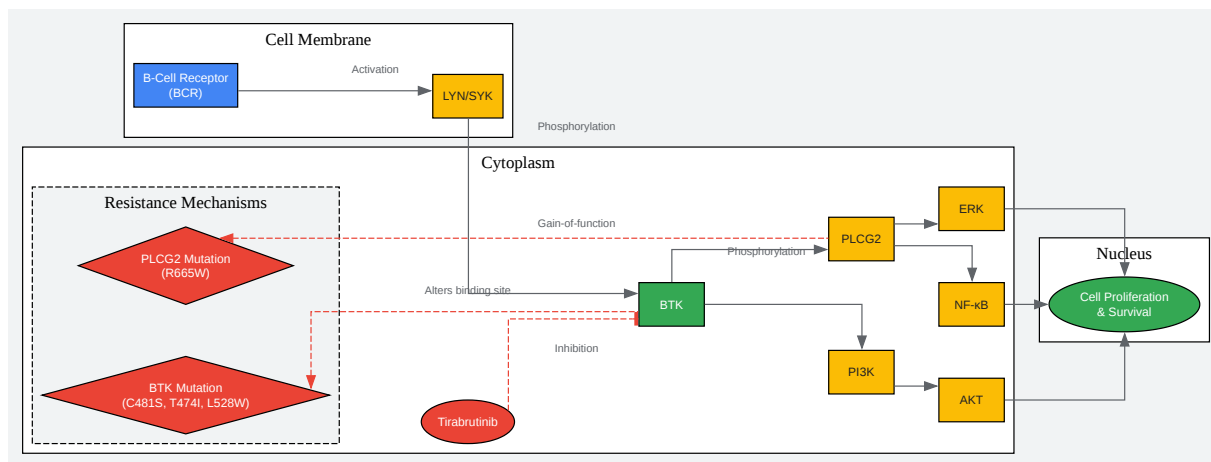 Cell Membrane
B-Cell Receptor
(BCR)
Activation
LYN/SYK
Phosphorylation
Cytoplasm
Resistance Mechanisms
PLCG2 Mutation
(R665W)
Gain-of-function
Alters binding site
BTK Mutation
(C481S, T474I, L528W)
Inhibition
Tirabrutinib
BTK
Phosphorylation
PLCG2
PI3K
ERK
NF-κB
AKT
Nucleus
Cell Proliferation
& Survival